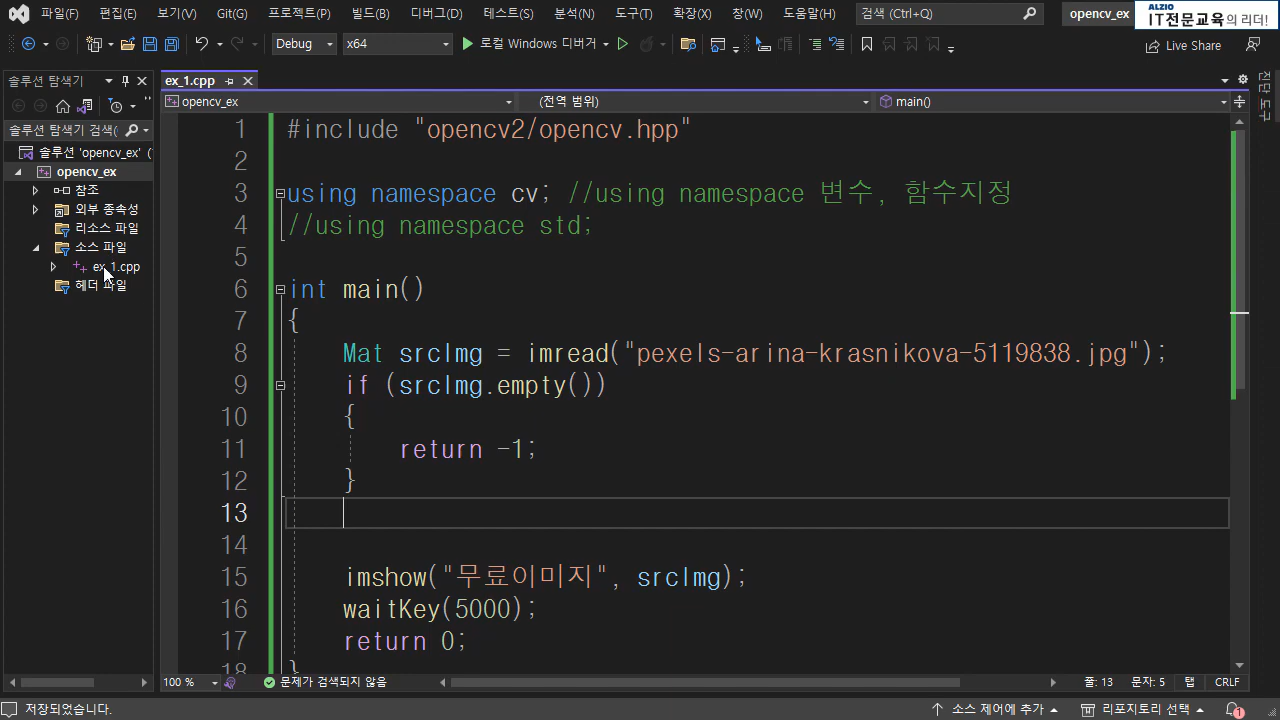 파일(F) 편집(E) 보기(V) Git(G) 프로젝트(P) 빌드(B) 디버그(D) 테스트(S) 분석(N) 도구(T) 확장(X) 창(W) 도움말(H) 검색 (Ctrl+Q) opencv_ex
ALZIO
IT전문교육의 리더!
Debug x64 로컬 Windows 디버거 Live Share
솔루션 탐색기
ex_1.cpp
opencv_ex (전역 범위) main()
솔루션 탐색기 검색(
솔루션 'opencv_ex' (
opencv_ex
참조
외부 종속성
리소스 파일
소스 파일
ex_1.cpp
헤더 파일
1 #include "opencv2/opencv.hpp"
2
3 using namespace cv; //using namespace 변수, 함수지정
4 //using namespace std;
5
6 int main()
7 {
8 Mat srcImg = imread("pexels-arina-krasnikova-5119838.jpg");
9 if (srcImg.empty())
10 {
11 return -1;
12 }
13
14
15 imshow("무료이미지", srcImg);
16 waitKey(5000);
17 return 0;
18 }
진단 도구
100 % 문제가 검색되지 않음 줄: 13 문자: 5 탭 CRLF
저장되었습니다. 소스 제어에 추가 리포지토리 선택 1